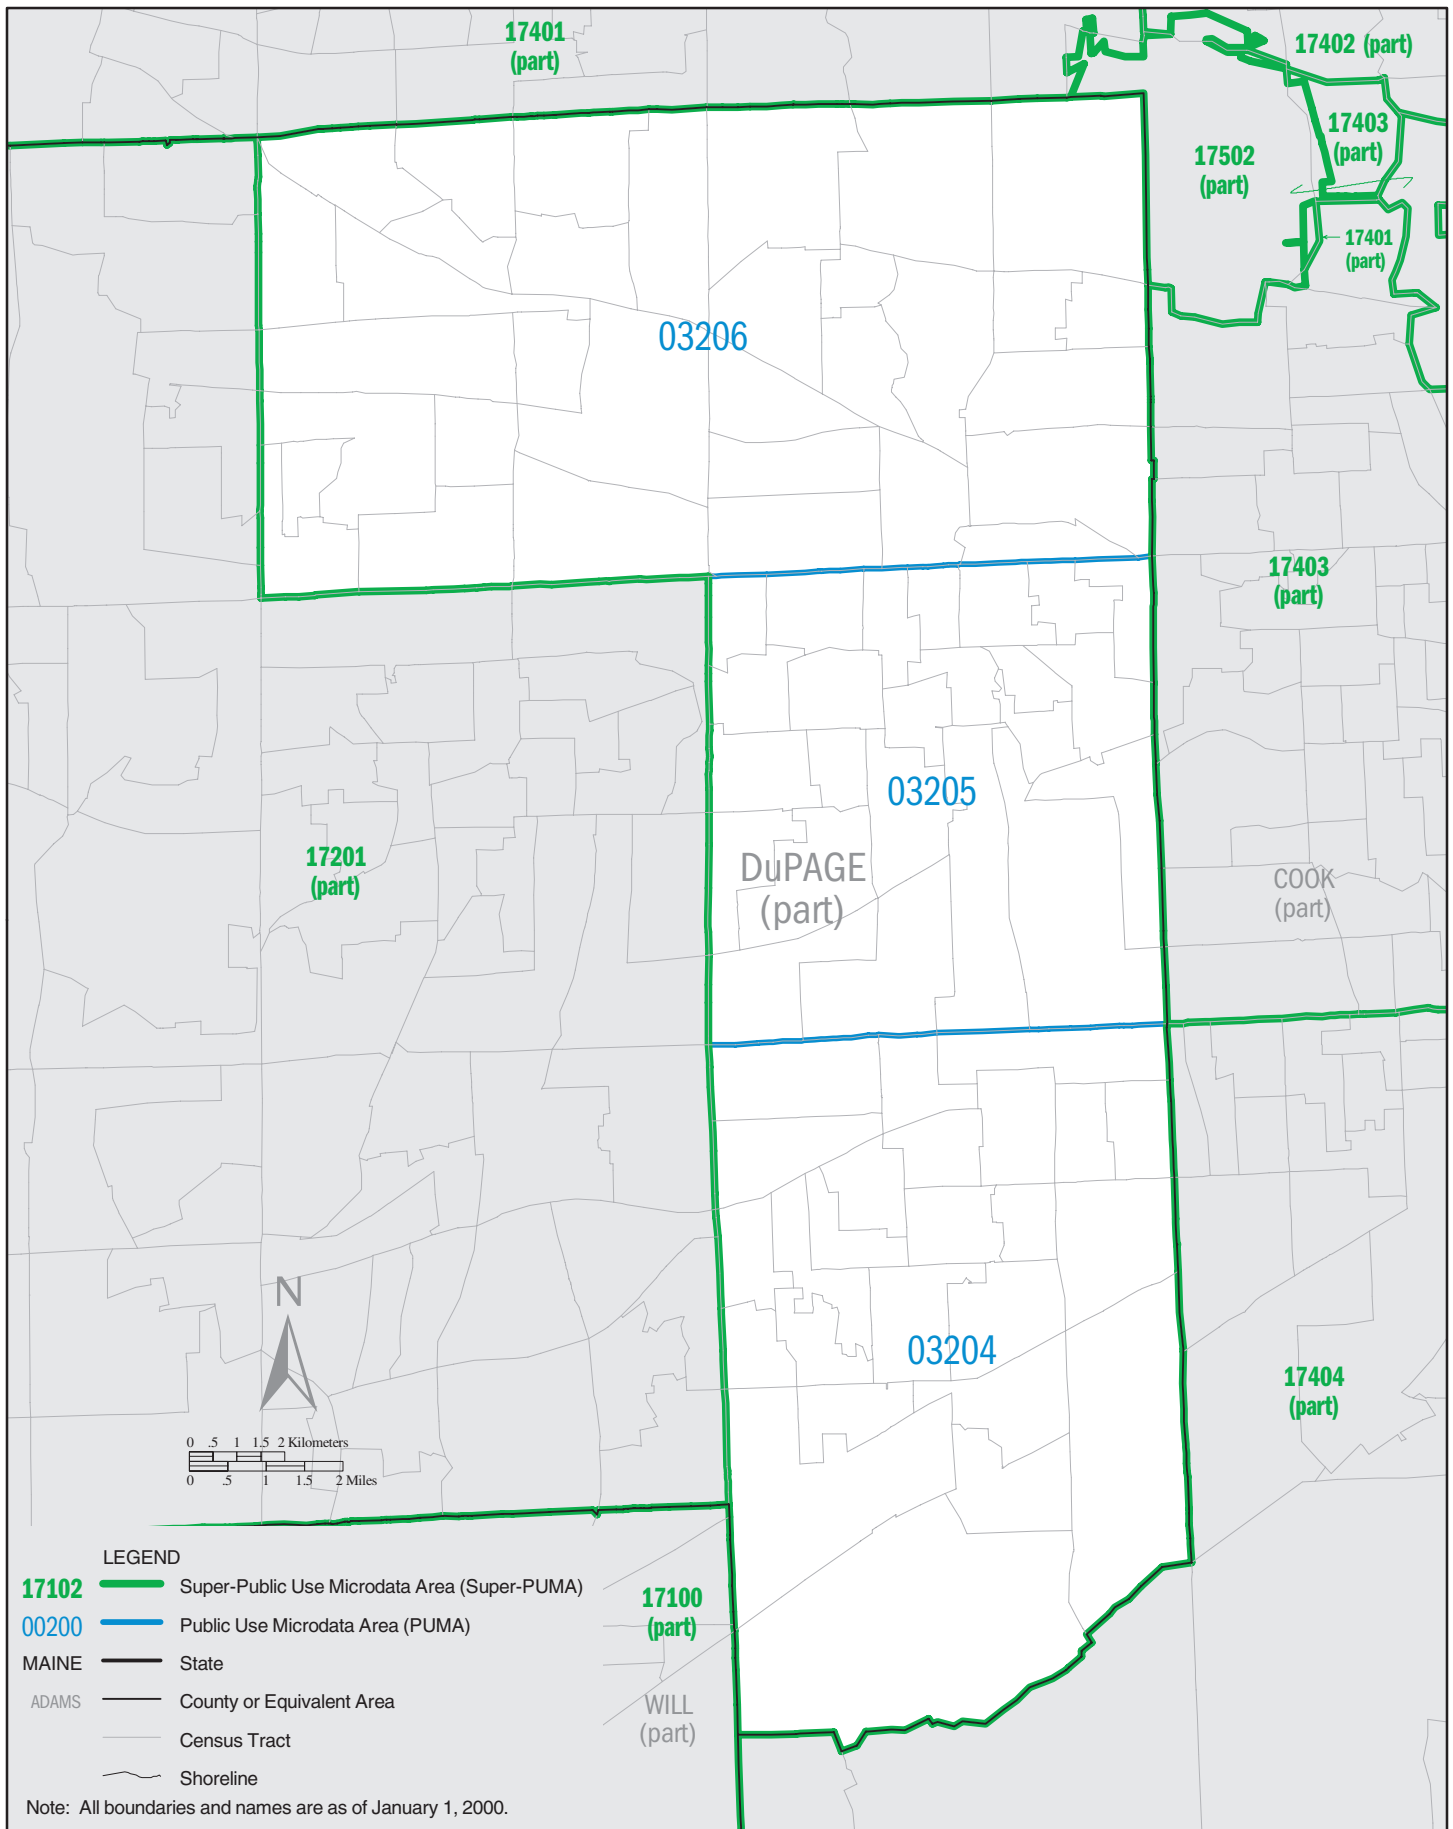 17401
(part)
17402 (part)
17403
(part)
17502
(part)
17401
(part)
03206
17403
(part)
03205
17201
(part)
DuPAGE
(part)
COOK
(part)
N
03204
17404
(part)
0 .5 1 1.5 2 Kilometers
0 .5 1 1.5 2 Miles
LEGEND
17102 Super-Public Use Microdata Area (Super-PUMA)
00200 Public Use Microdata Area (PUMA)
MAINE State
ADAMS County or Equivalent Area
Census Tract
Shoreline
Note: All boundaries and names are as of January 1, 2000.
17100
(part)
WILL
(part)